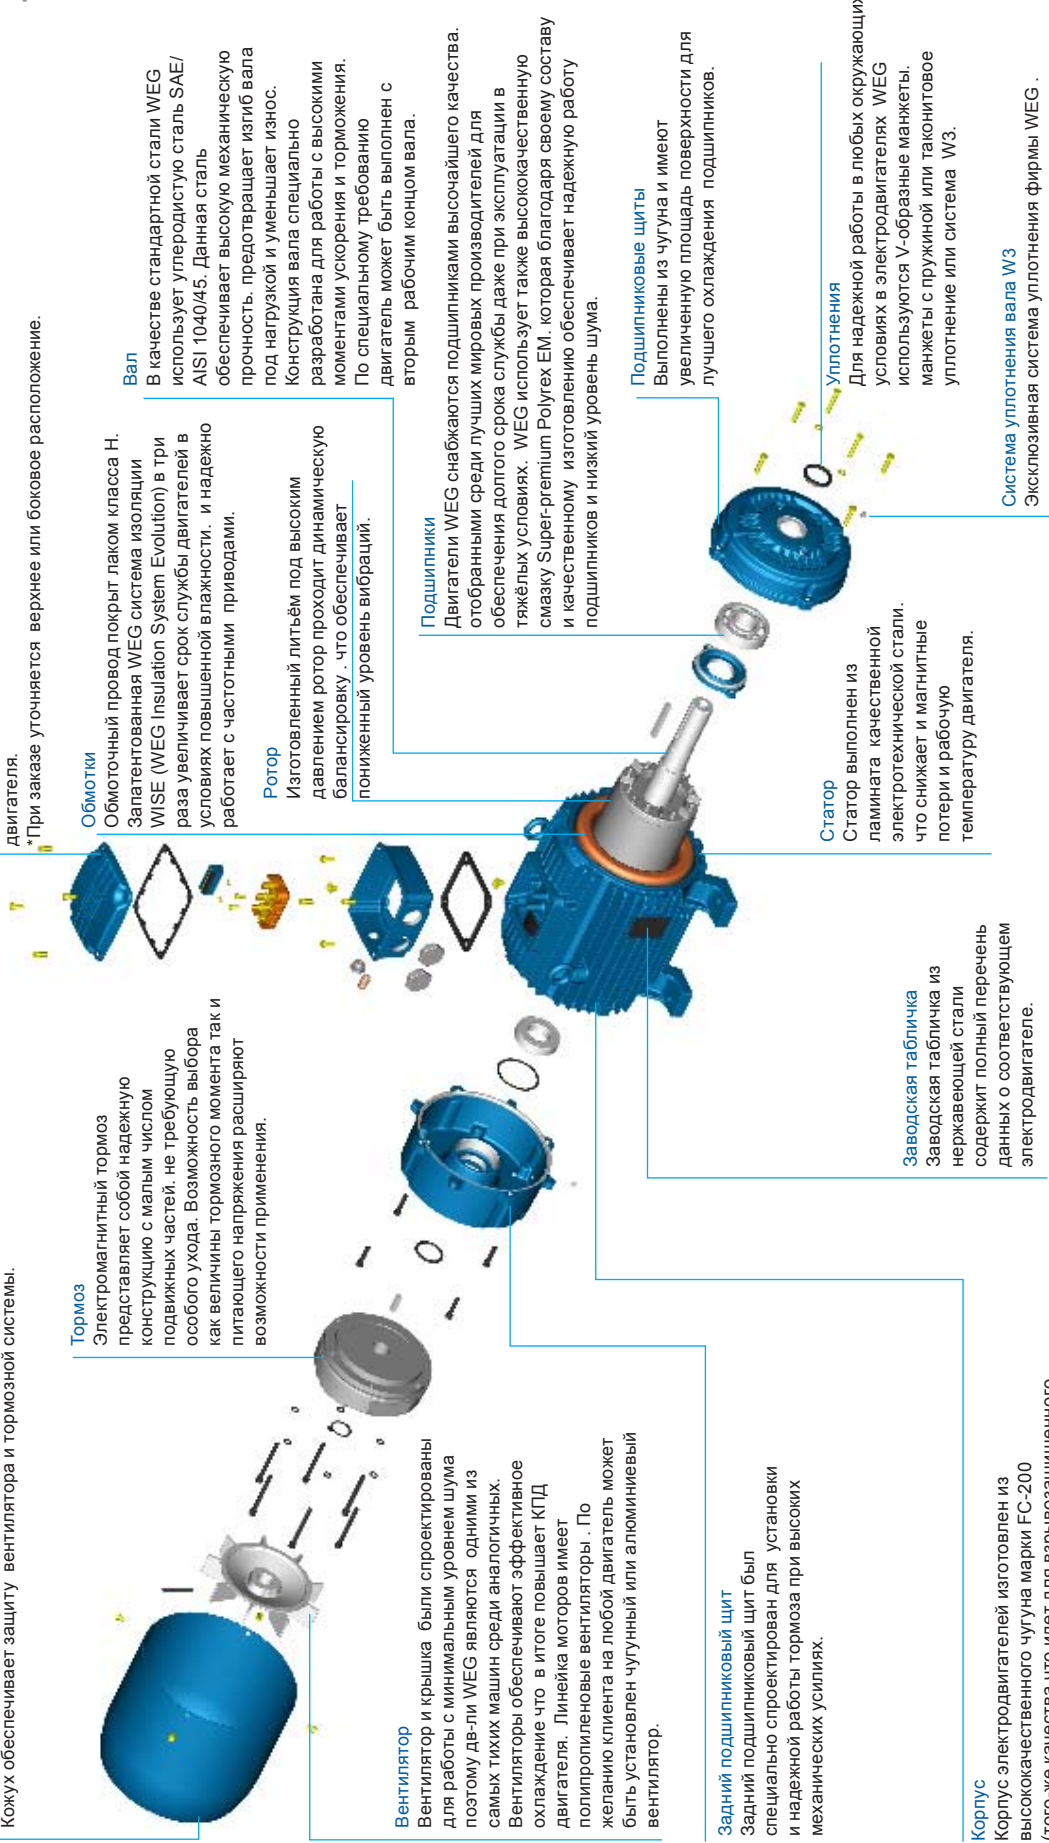 Кожух обеспечивает защиту вентилятора и тормозной системы.
двигателя.
*При заказе уточняется верхнее или боковое расположение.
Тормоз
Электромагнитный тормоз
представляет собой надежную
конструкцию с малым числом
подвижных частей. не требующую
особого ухода. Возможность выбора
как величины тормозного момента так и
питающего напряжения расширяют
возможности применения.
Обмотки
Обмоточный провод покрыт лаком класса Н.
Запатентованная WEG система изоляции
WISE (WEG Insulation System Evolution) в три
раза увеличивает срок службы двигателей в
условиях повышенной влажности. и надежно
работает с частотными приводами.
Вал
В качестве стандартной стали WEG
использует углеродистую сталь SAE/
AISI 1040/45. Данная сталь
обеспечивает высокую механическую
прочность. предотвращает изгиб вала
под нагрузкой и уменьшает износ.
Конструкция вала специально
разработана для работы с высокими
моментами ускорения и торможения.
По специальному требованию
двигатель может быть выполнен с
вторым рабочим концом вала.
Ротор
Изготовленный литьём под высоким
давлением ротор проходит динамическую
балансировку . что обеспечивает
пониженный уровень вибраций.
Подшипники
Двигатели WEG снабжаются подшипниками высочайшего качества.
отобранными среди лучших мировых производителей для
обеспечения долгого срока службы даже при эксплуатации в
тяжёлых условиях. WEG использует также высококачественную
смазку Super-premium Polyrex EM. которая благодаря своему составу
и качественному изготовлению обеспечивает надежную работу
подшипников и низкий уровень шума.
Подшипниковые щиты
Выполнены из чугуна и имеют
увеличенную площадь поверхности для
лучшего охлаждения подшипников.
Уплотнения
Для надежной работы в любых окружающих
условиях в электродвигателях WEG
используются V-образные манжеты.
манжеты с пружиной или таконитовое
уплотнение или система W3.
Система уплотнения вала W3
Эксклюзивная система уплотнения фирмы WEG .
Статор
Статор выполнен из
ламината качественной
электротехнической стали.
что снижает и магнитные
потери и рабочую
температуру двигателя.
Заводская табличка
Заводская табличка из
нержавеющей стали
содержит полный перечень
данных о соответствующем
электродвигателе.
Вентилятор
Вентилятор и крышка были спроектированы
для работы с минимальным уровнем шума
поэтому дв-ли WEG являются одними из
самых тихих машин среди аналогичных.
Вентиляторы обеспечивают эффективное
охлаждение что в итоге повышает КПД
двигателя. Линейка моторов имеет
полипропиленовые вентиляторы . По
желанию клиента на любой двигатель может
быть установлен чугунный или алюминиевый
вентилятор.
Задний подшипниковый щит
Задний подшипниковый щит был
специально спроектирован для установки
и надежной работы тормоза при высоких
механических усилиях.
Корпус
Корпус электродвигателей изготовлен из
высококачественного чугуна марки FC-200
(того-же качества что идет для взрывозащищенного